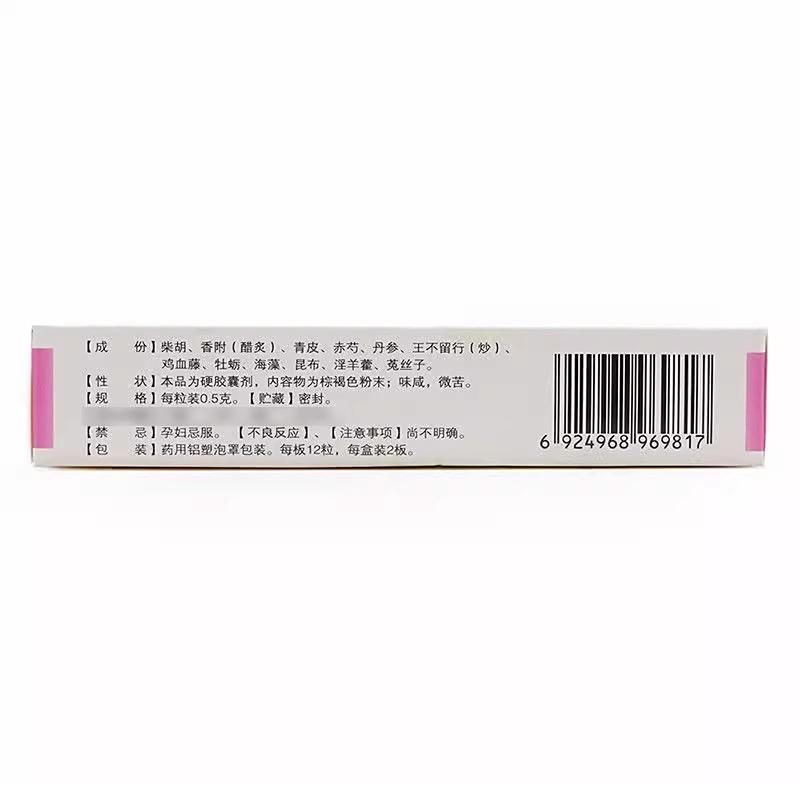 【成　份】柴胡、香附（醋炙）、青皮、赤芍、丹参、王不留行（炒）、
鸡血藤、牡蛎、海藻、昆布、淫羊藿、菟丝子。
【性　状】本品为硬胶囊剂，内容物为棕褐色粉末；味咸，微苦。
【规　格】每粒装0.5克。【贮藏】密封。
【禁　忌】孕妇忌服。【不良反应】、【注意事项】尚不明确。
【包　装】药用铝塑泡罩包装。每板12粒，每盒装2板。
6 924968 969817